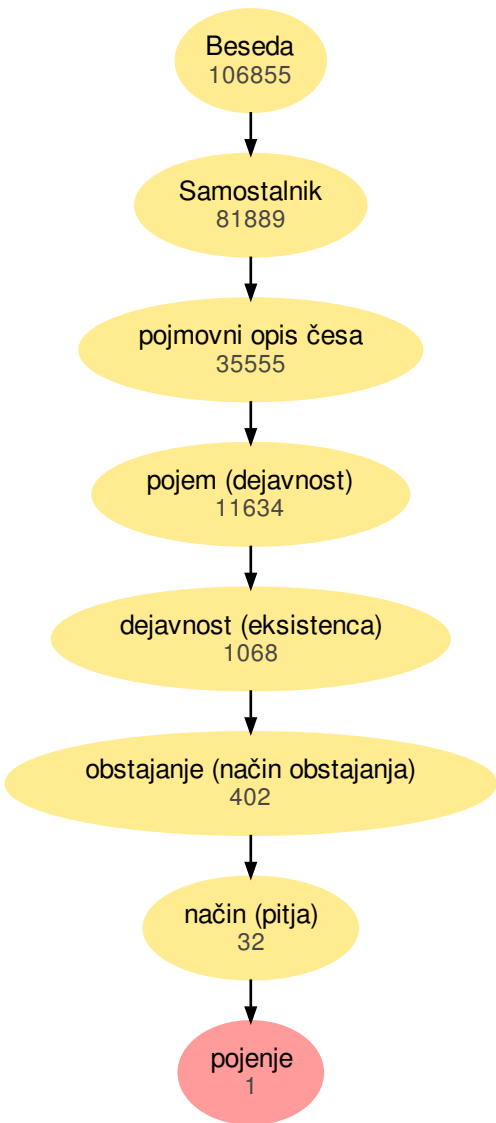 Beseda
106855
Samostalnik
81889
pojmovni opis česa
35555
pojem (dejavnost)
11634
dejavnost (eksistenca)
1068
obstajanje (način obstajanja)
402
način (pitja)
32
pojenje
1